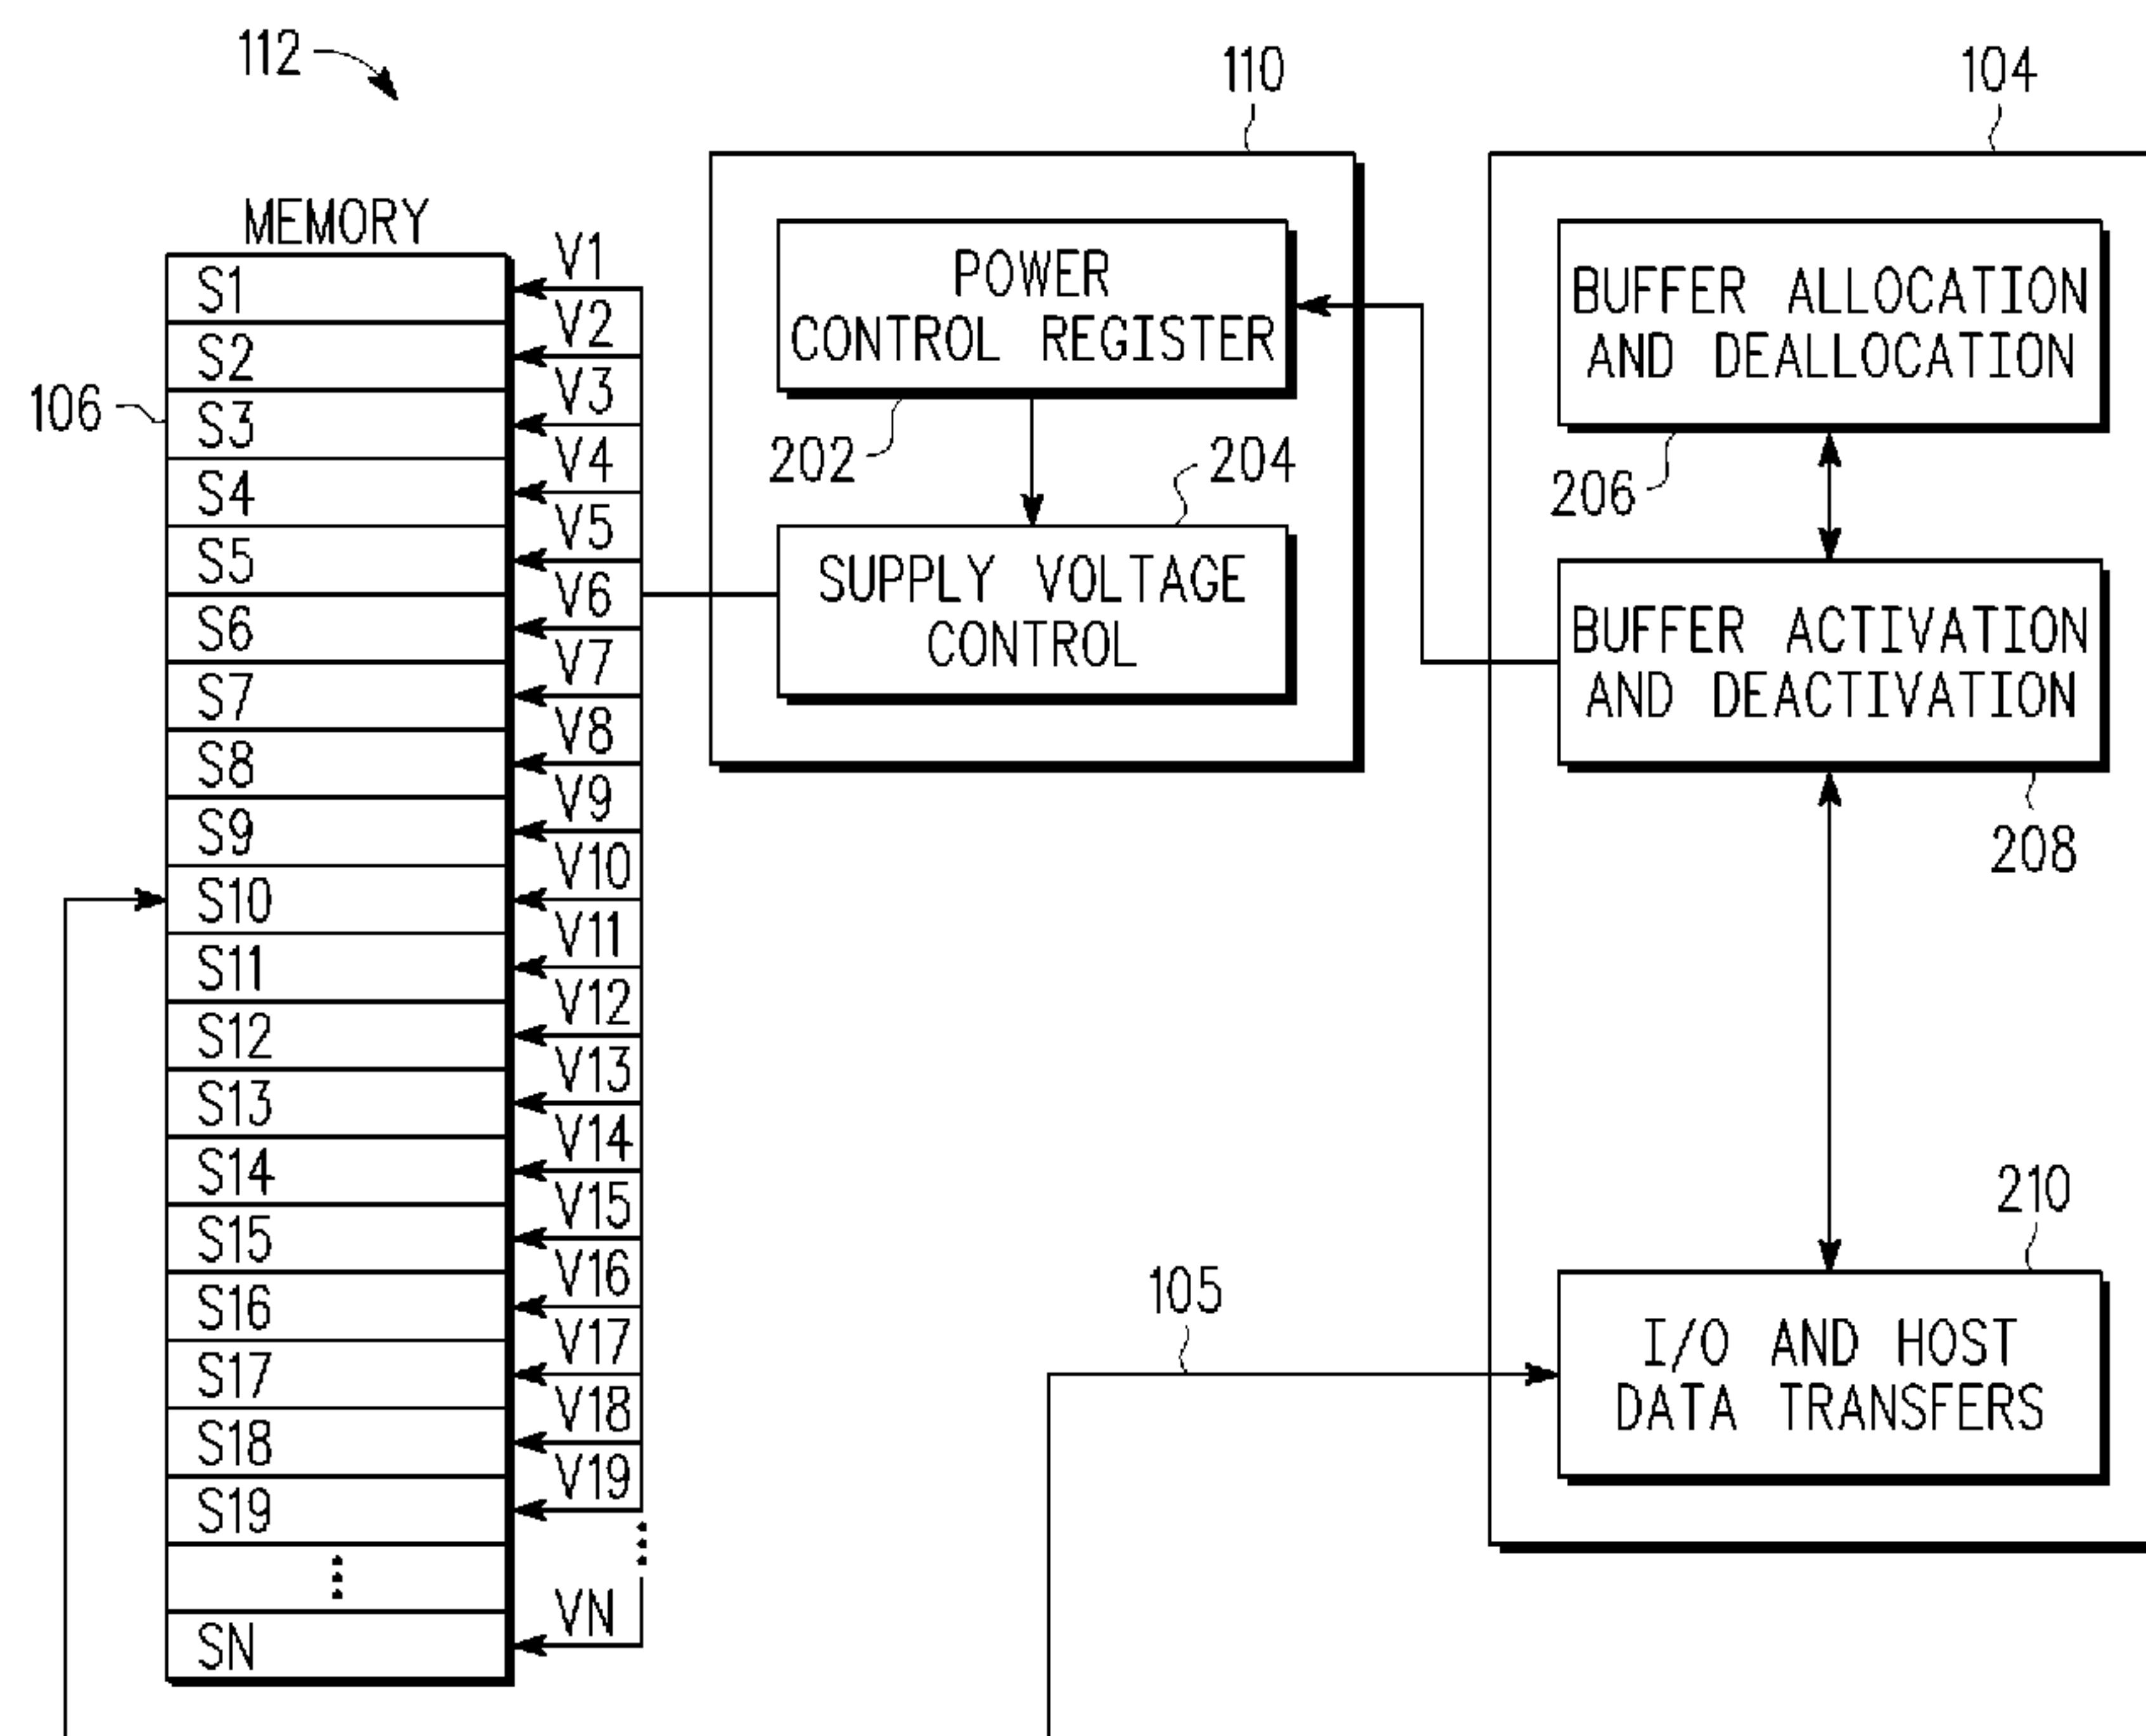 112
110
104
MEMORY
S1
S2
S3
S4
S5
S6
S7
S8
S9
S10
S11
S12
S13
S14
S15
S16
S17
S18
S19
SN
106
V1
V2
V3
V4
V5
V6
V7
V8
V9
V10
V11
V12
V13
V14
V15
V16
V17
V18
V19
VN
POWER
CONTROL REGISTER
202
204
SUPPLY VOLTAGE
CONTROL
BUFFER ALLOCATION
AND DEALLOCATION
206
BUFFER ACTIVATION
AND DEACTIVATION
208
210
105
I/O AND HOST
DATA TRANSFERS